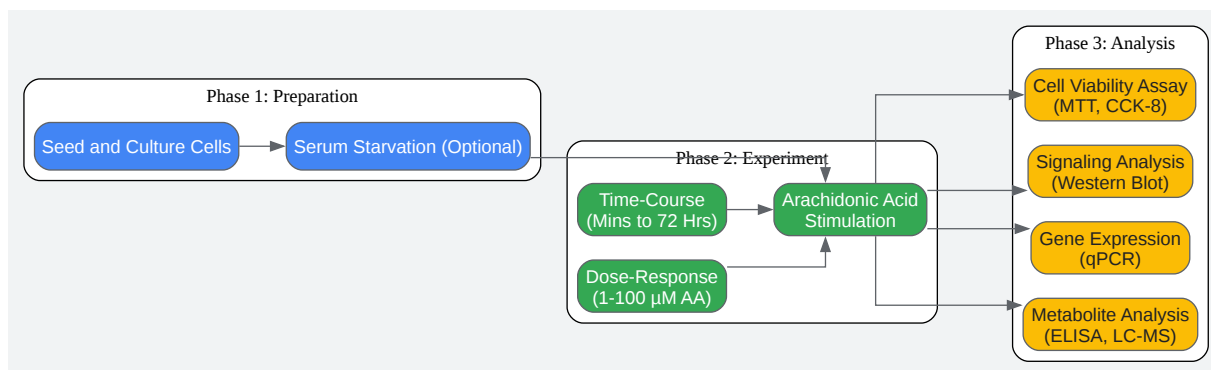 Phase 1: Preparation
Seed and Culture Cells
Serum Starvation (Optional)
Phase 2: Experiment
Time-Course
(Mins to 72 Hrs)
Dose-Response
(1-100 µM AA)
Arachidonic Acid
Stimulation
Phase 3: Analysis
Cell Viability Assay
(MTT, CCK-8)
Signaling Analysis
(Western Blot)
Gene Expression
(qPCR)
Metabolite Analysis
(ELISA, LC-MS)